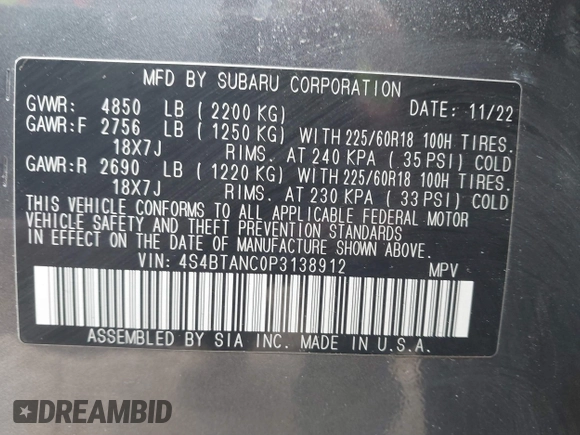 MFD BY SUBARU CORPORATION
GVWR: 4850 LB (2200 KG) DATE: 11/22
GAWR:F 2756 LB (1250 KG) WITH 225/60R18 100H TIRES.
18X7J RIMS. AT 240 KPA (35 PSI) COLD
GAWR:R 2690 LB (1220 KG) WITH 225/60R18 100H TIRES.
18X7J RIMS. AT 230 KPA (33 PSI) COLD
THIS VEHICLE CONFORMS TO ALL APPLICABLE FEDERAL MOTOR
VEHICLE SAFETY AND THEFT PREVENTION STANDARDS
IN EFFECT ON THE DATE OF MANUFACTURE SHOWN ABOVE.
VIN: 4S4BTANC0P3138912 MPV
ASSEMBLED BY SIA INC. MADE IN U.S.A.
DREAMBID